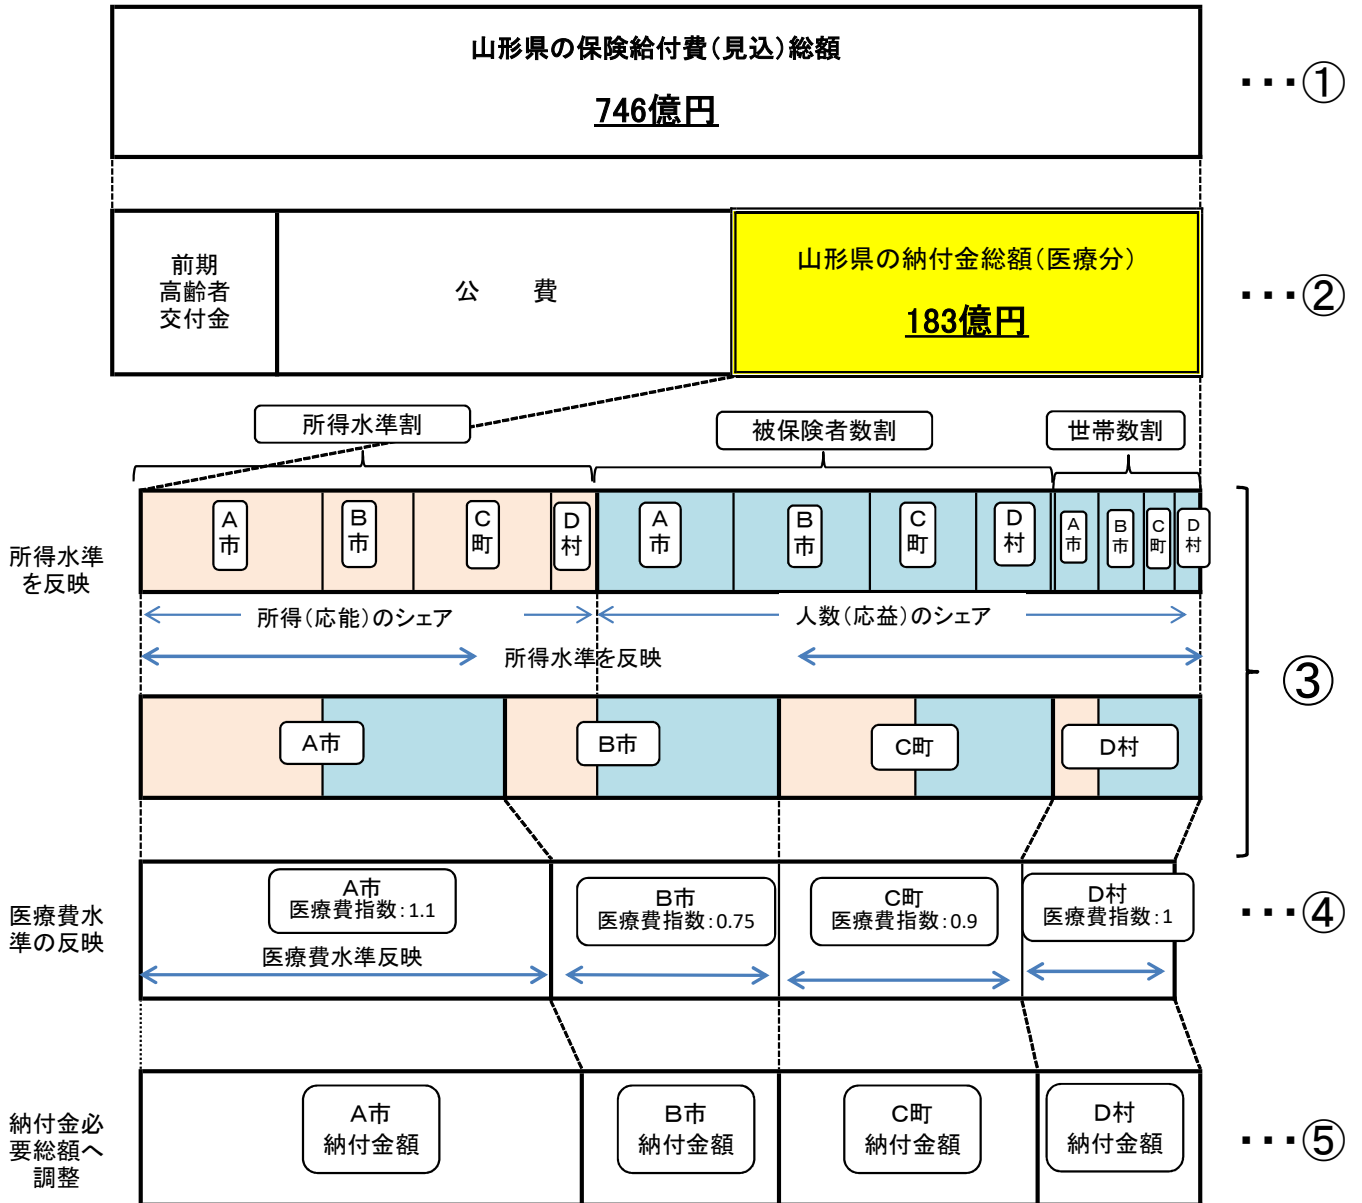 山形県の保険給付費(見込)総額
746億円
･･･①
前期
高齢者
交付金
公　　費
山形県の納付金総額(医療分)
183億円
･･･②
所得水準割
被保険者数割
世帯数割
所得水準
を反映
A
市
B
市
C
町
D
村
A
市
B
市
C
町
D
村
A
市
B
市
C
町
D
村
所得(応能)のシェア
人数(応益)のシェア
所得水準を反映
③
A市
B市
C町
D村
医療費水
準の反映
A市
医療費指数:1.1
医療費水準反映
B市
医療費指数:0.75
C町
医療費指数:0.9
D村
医療費指数:1
･･･④
納付金必
要総額へ
調整
A市
納付金額
B市
納付金額
C町
納付金額
D村
納付金額
･･･⑤